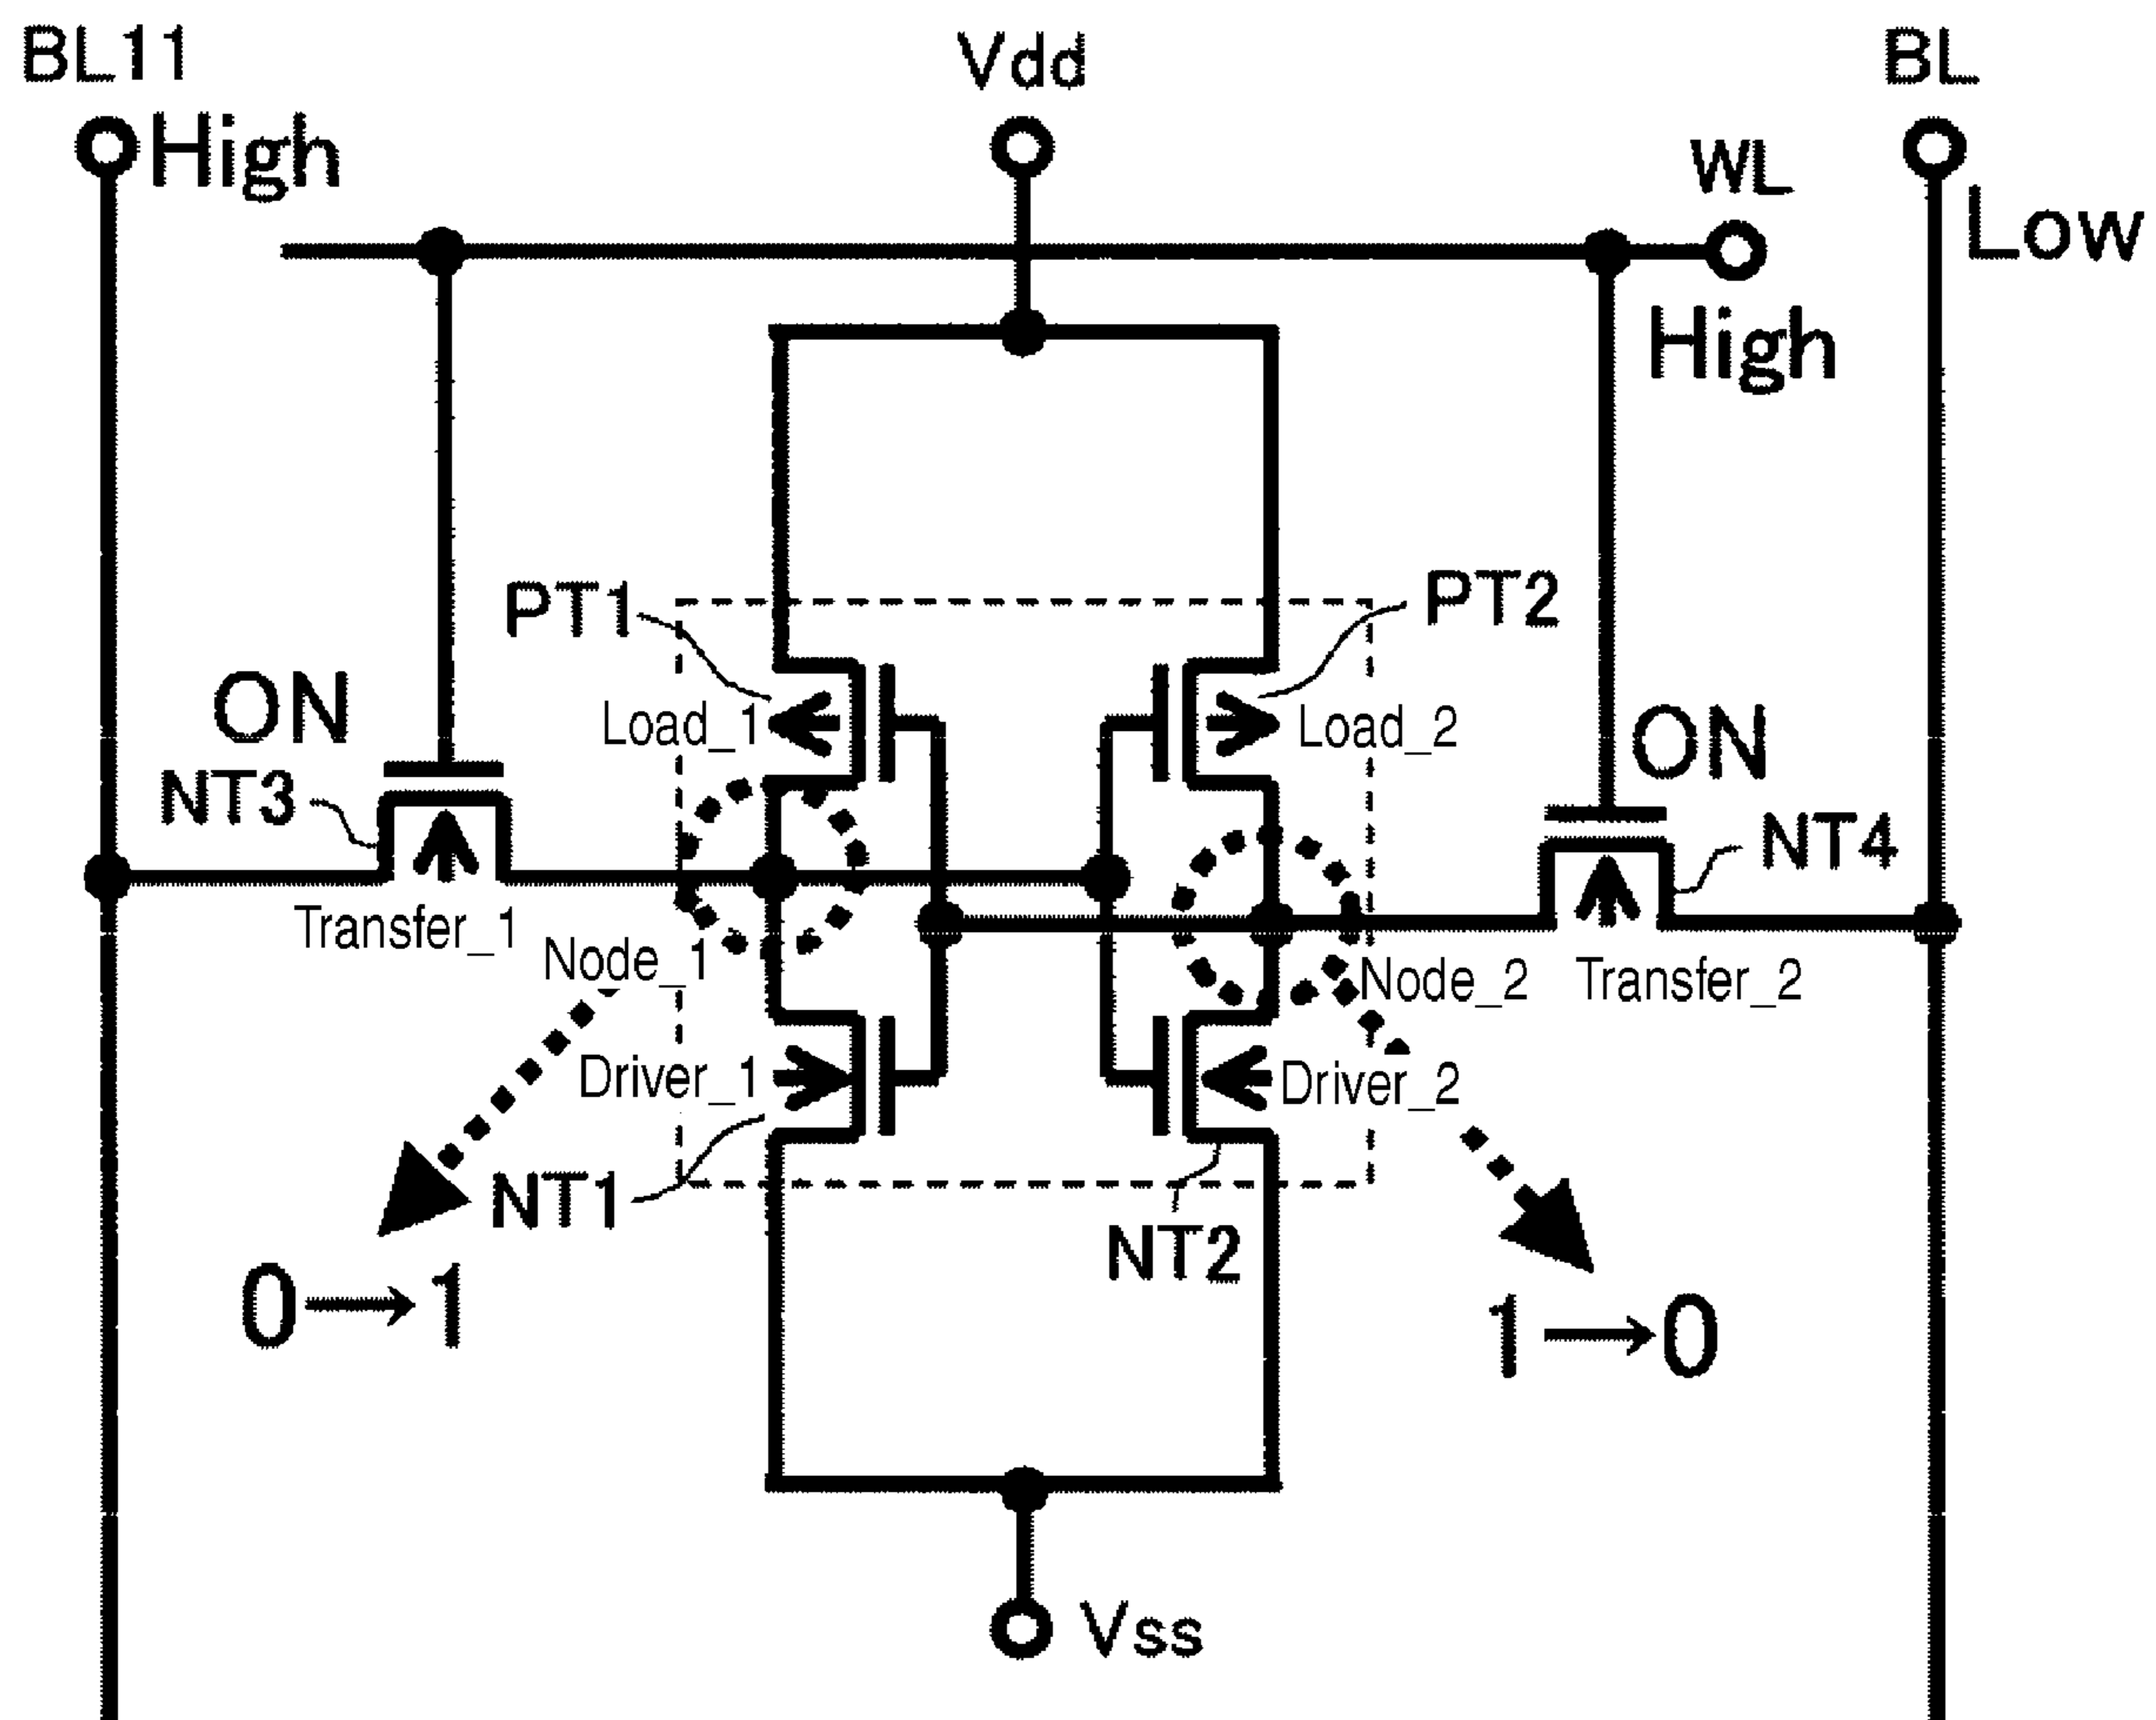 BL11
Vdd
BL
High
WL
Low
High
PT1
PT2
ON
Load_1
Load_2
ON
NT3
NT4
Transfer_1
Node_1
Node_2
Transfer_2
Driver_1
Driver_2
NT1
NT2
0→1
1→0
Vss